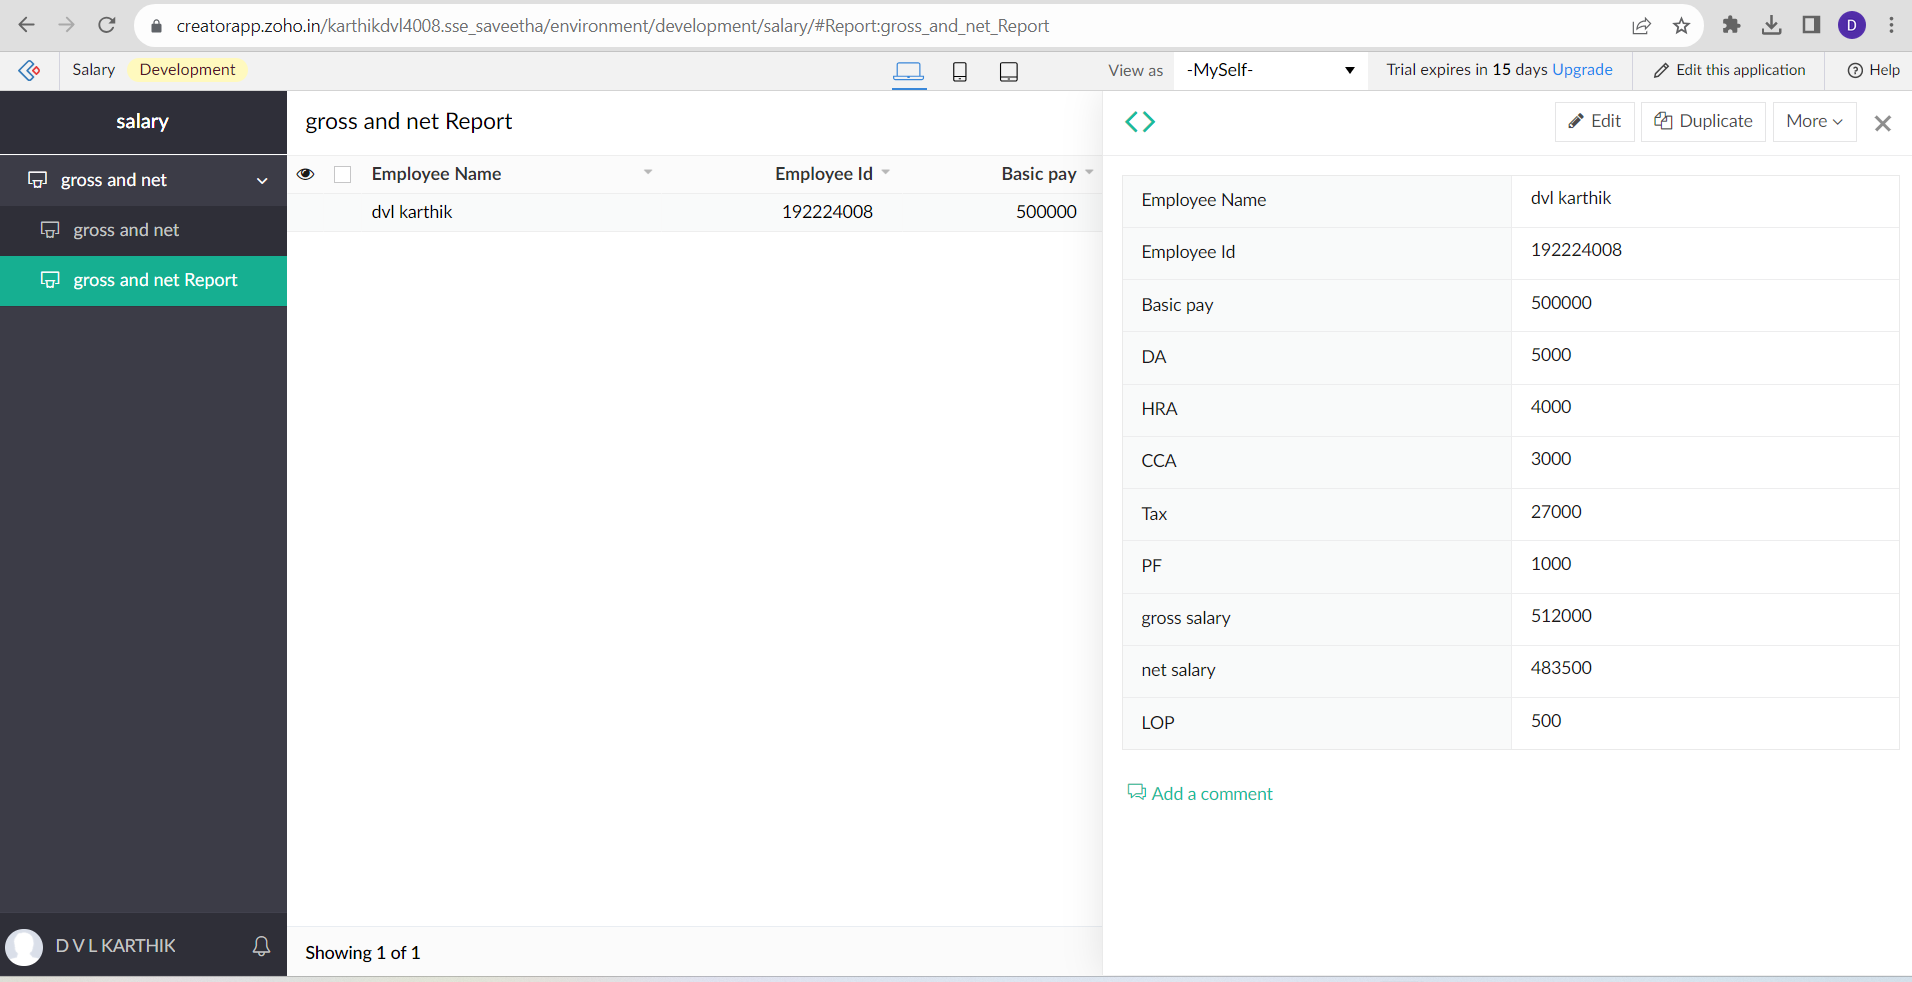 creatorapp.zoho.in/karthikdvl4008.sse_saveetha/environment/development/salary/#Report:gross_and_net_Report
D
Salary Development View as -MySelf- Trial expires in 15 days Upgrade Edit this application Help
salary
gross and net
gross and net
gross and net Report
D V L KARTHIK
gross and net Report
Employee Name Employee Id Basic pay
dvl karthik 192224008 500000
Showing 1 of 1
Edit Duplicate More
Employee Name dvl karthik
Employee Id 192224008
Basic pay 500000
DA 5000
HRA 4000
CCA 3000
Tax 27000
PF 1000
gross salary 512000
net salary 483500
LOP 500
Add a comment